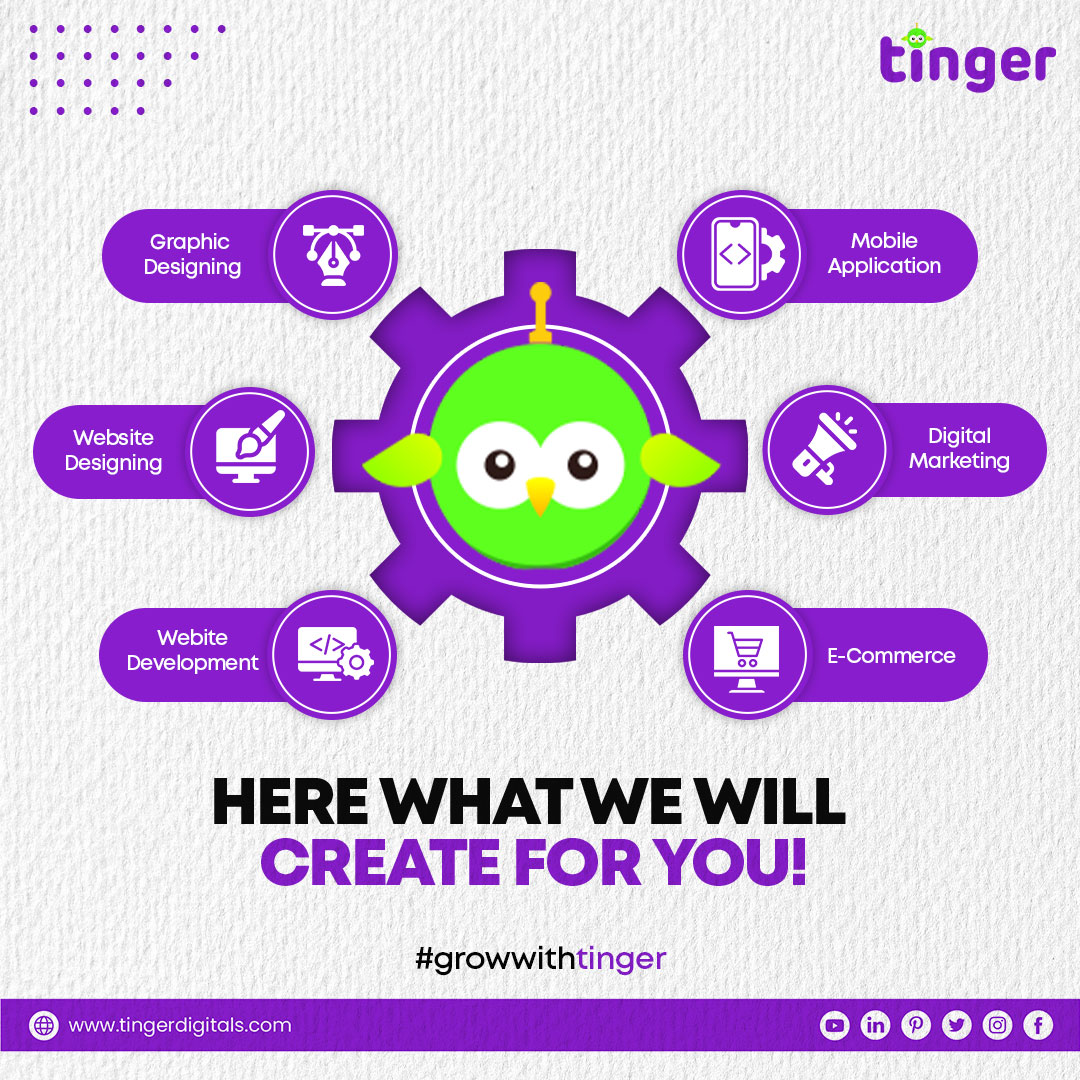 tinger
Graphic
Designing
Mobile
Application
Website
Designing
Digital
Marketing
Webite
Development
E-Commerce
HERE WHAT WE WILL
CREATE FOR YOU!
#growwithtinger
www.tingerdigitals.com